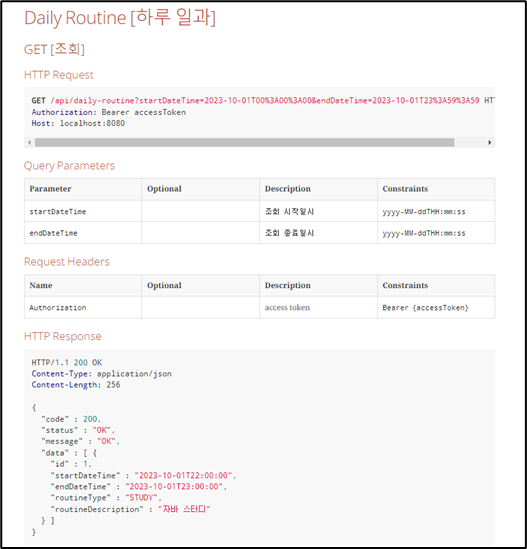 Daily Routine [하루 일과]
GET [조회]
HTTP Request
GET /api/daily-routine?startDateTime=2023-10-01T00%3A00%3A00&endDateTime=2023-10-01T23%3A59%3A59 HT
Authorization: Bearer accessToken
Host: localhost:8080
Query Parameters
Parameter Optional Description Constraints
startDateTime 조회 시작일시 yyyy-MM-ddTHH:mm:ss
endDateTime 조회 종료일시 yyyy-MM-ddTHH:mm:ss
Request Headers
Name Optional Description Constraints
Authorization access token Bearer {accessToken}
HTTP Response
HTTP/1.1 200 OK
Content-Type: application/json
Content-Length: 256
{
"code" : 200,
"status" : "OK",
"message" : "OK",
"data" : [ {
"id" : 1,
"startDateTime" : "2023-10-01T22:00:00",
"endDateTime" : "2023-10-01T23:00:00",
"routineType" : "STUDY",
"routineDescription" : "자바 스터디"
} ]
}